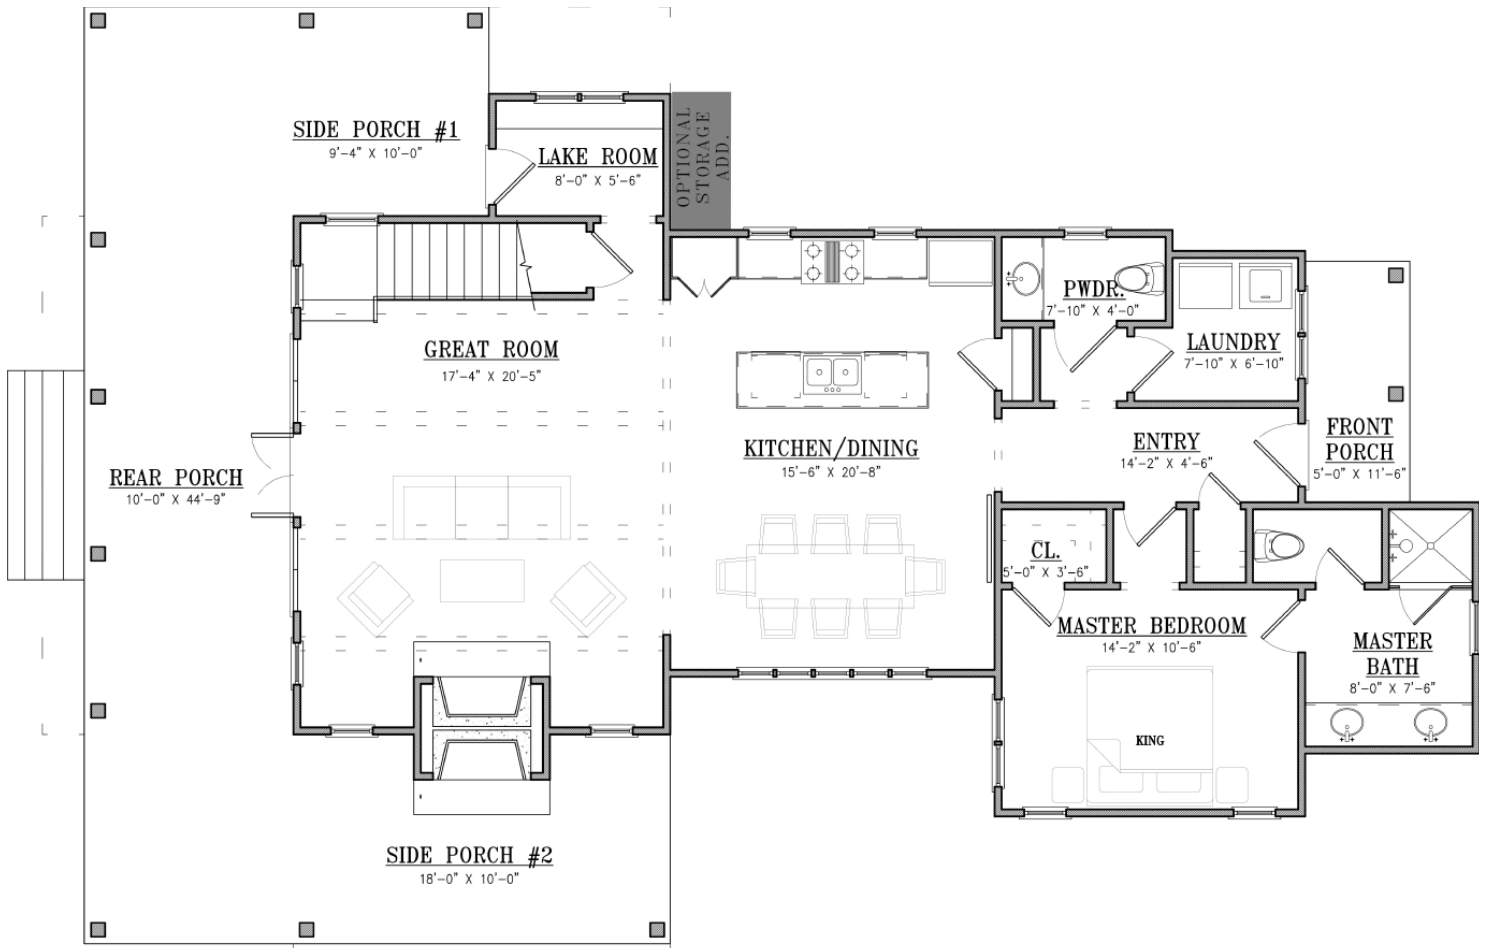 SIDE PORCH #1
9'-4" X 10'-0"
LAKE ROOM
8'-0" X 5'-6"
OPTIONAL
STORAGE
ADD.
PWDR.
7'-10" X 4'-0"
LAUNDRY
7'-10" X 6'-10"
GREAT ROOM
17'-4" X 20'-5"
KITCHEN/DINING
15'-6" X 20'-8"
ENTRY
14'-2" X 4'-6"
FRONT
PORCH
5'-0" X 11'-6"
REAR PORCH
10'-0" X 44'-9"
CL.
5'-0" X 3'-6"
MASTER BEDROOM
14'-2" X 10'-6"
MASTER
BATH
8'-0" X 7'-6"
KING
SIDE PORCH #2
18'-0" X 10'-0"